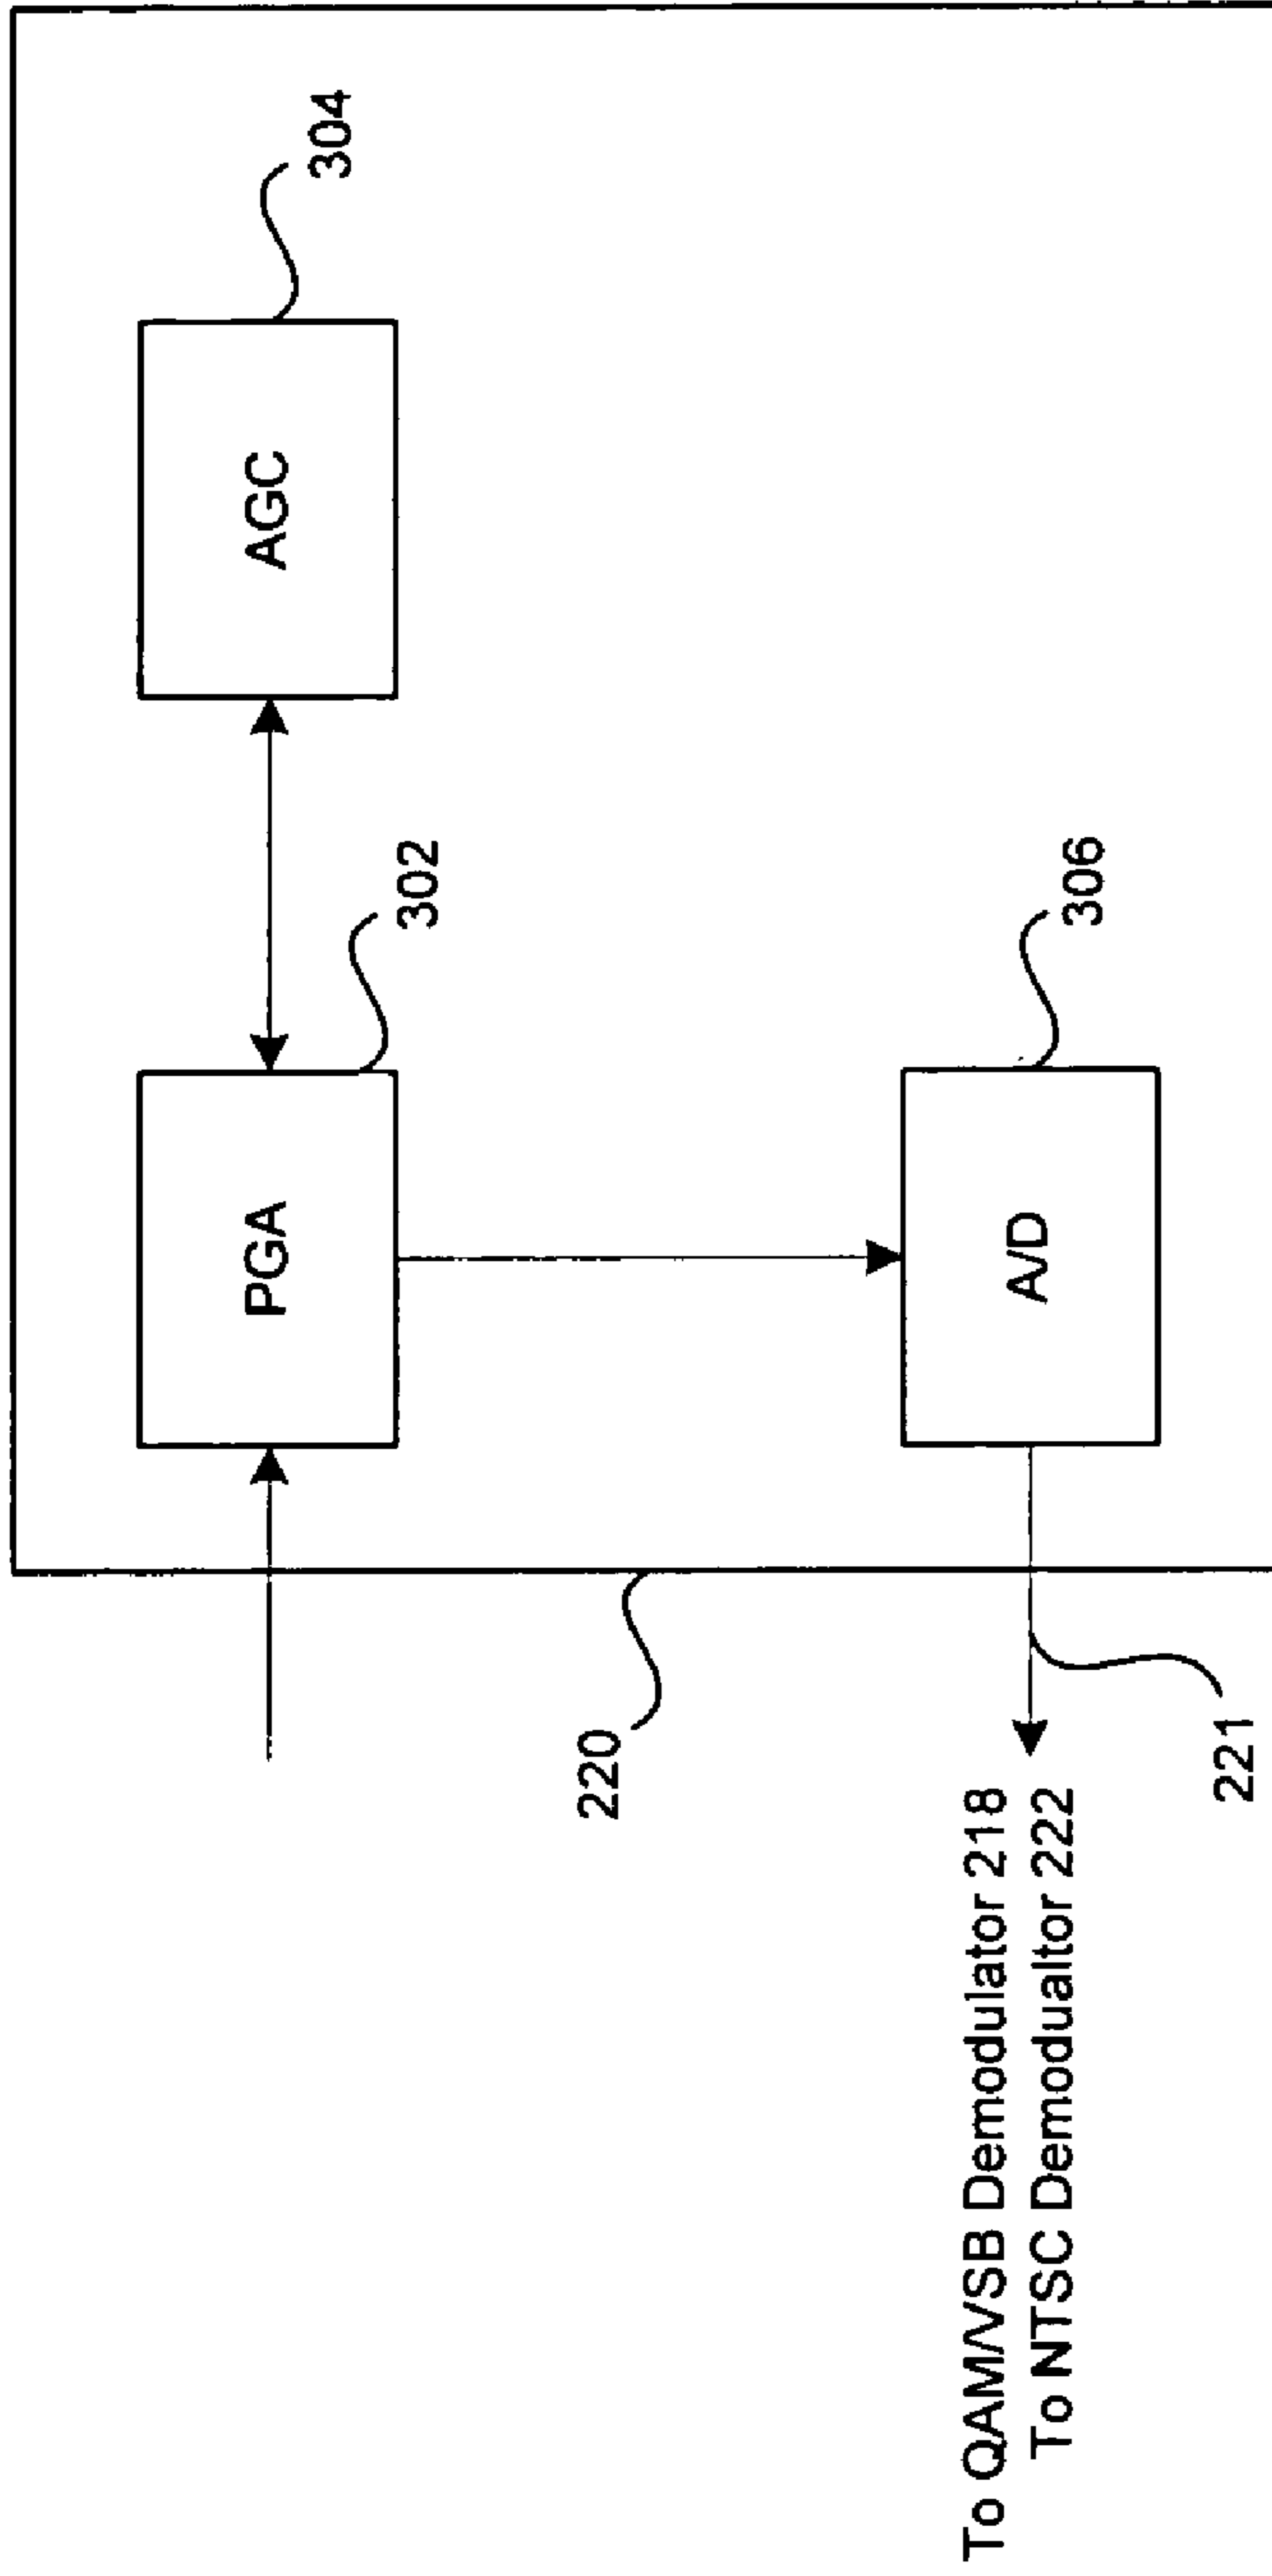 304
AGC
302
PGA
306
A/D
220
221
To QAM/VSB Demodulator 218
To NTSC Demodualtor 222